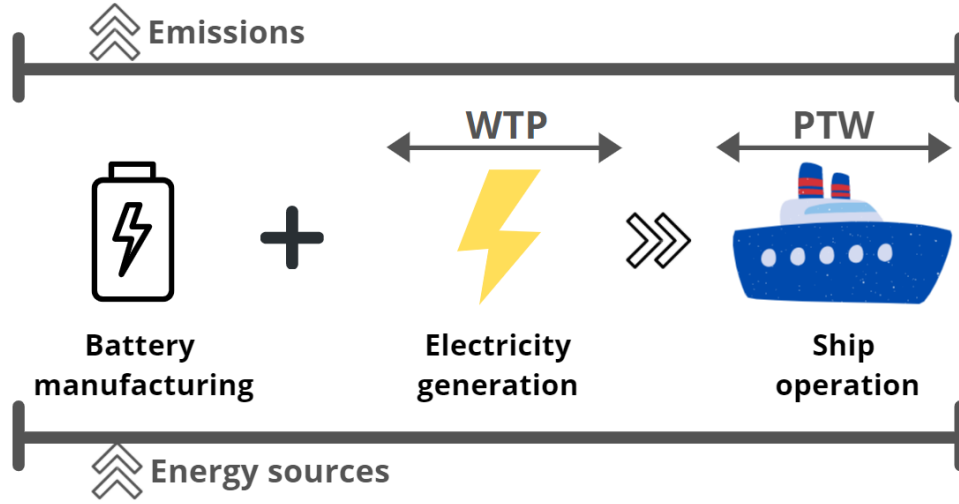 Emissions
WTP
PTW
Battery
manufacturing
Electricity
generation
Ship
operation
Energy sources